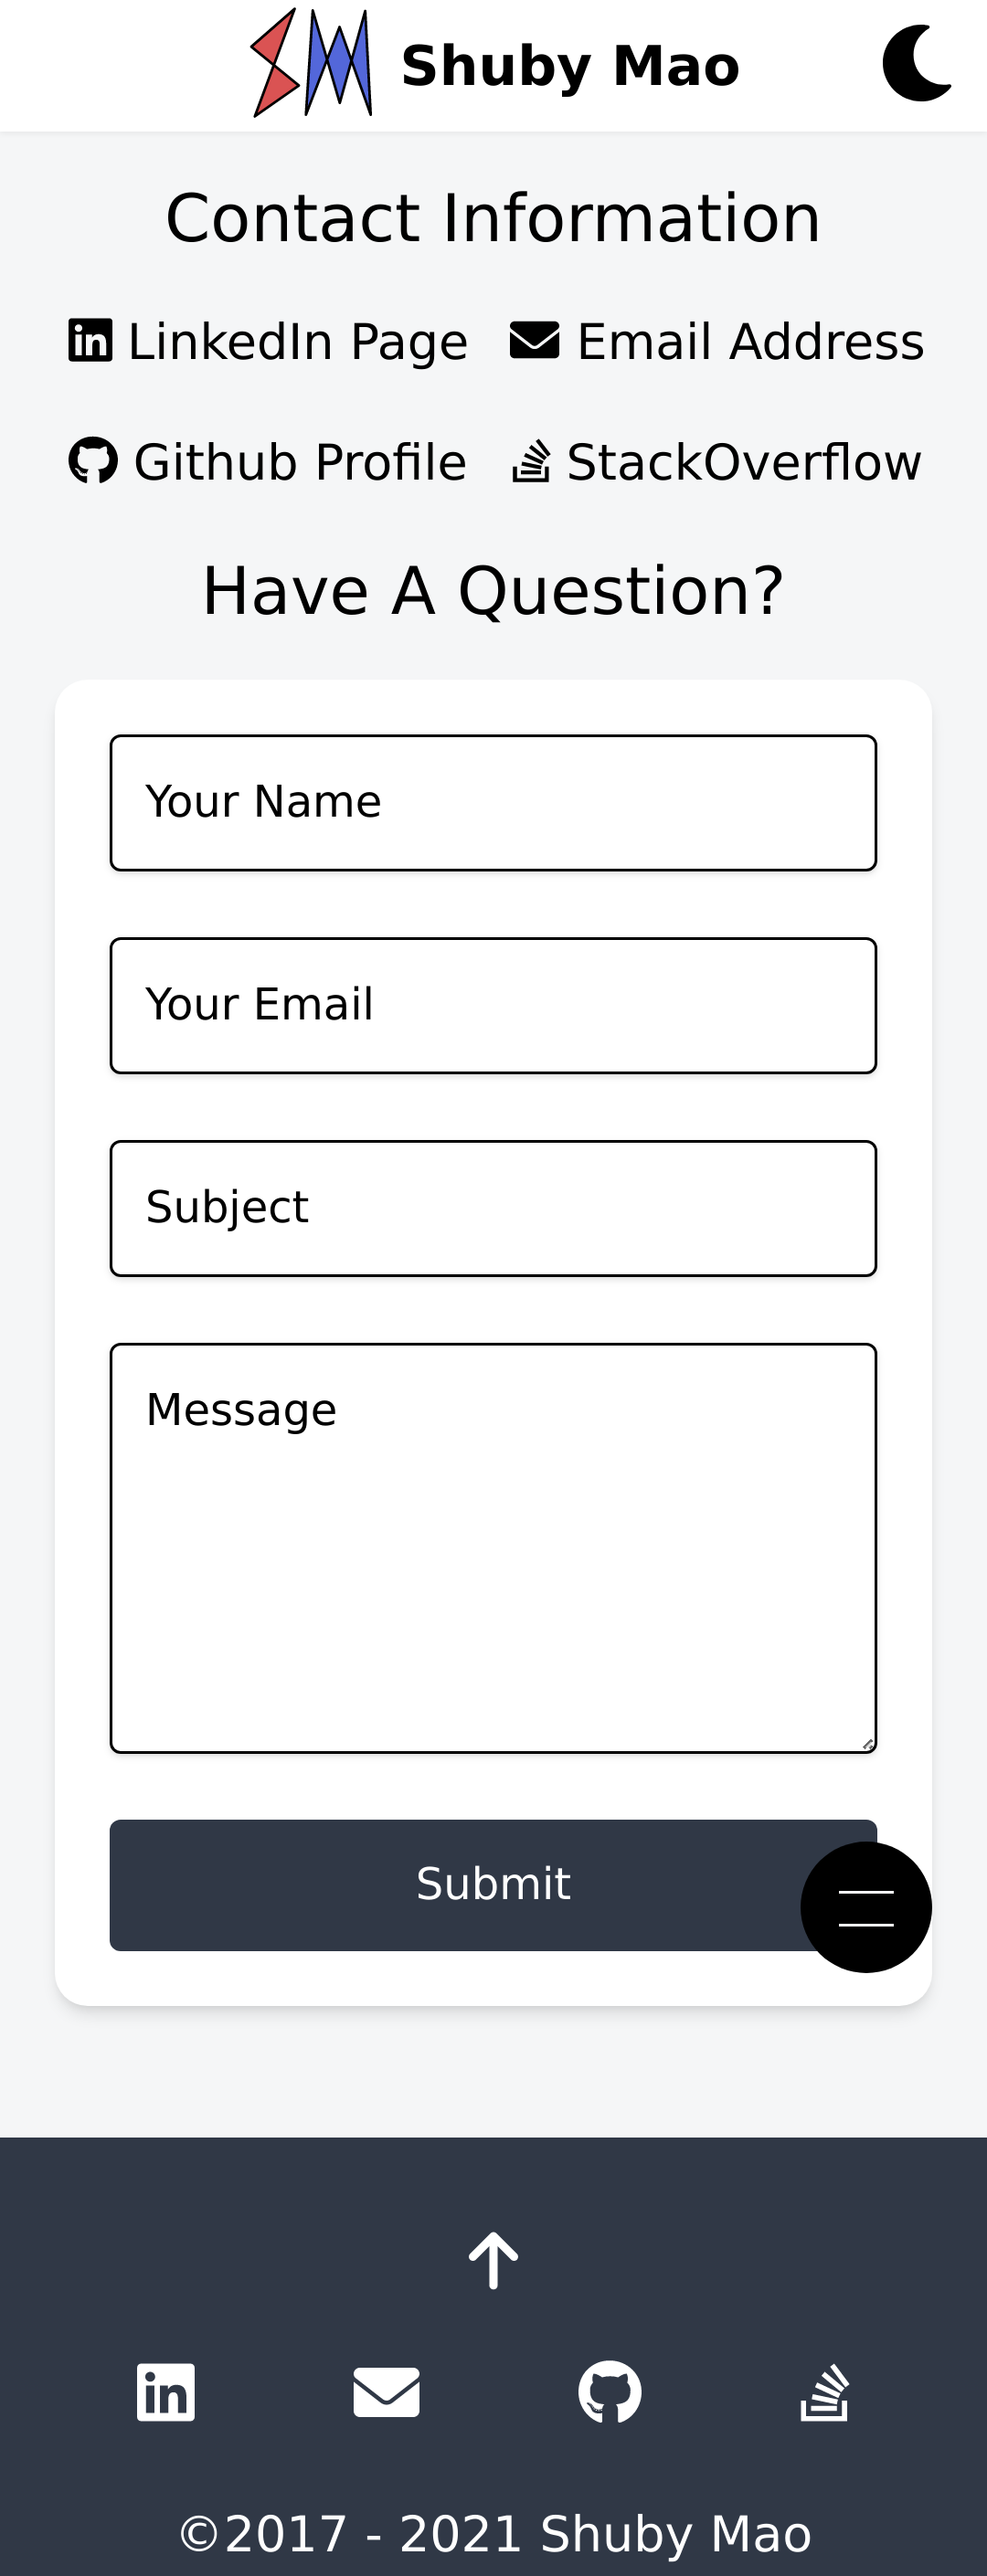 SM Shuby Mao
Contact Information
LinkedIn Page Email Address
Github Profile StackOverflow
Have A Question?
Your Name
Your Email
Subject
Message
Submit
©2017 - 2021 Shuby Mao